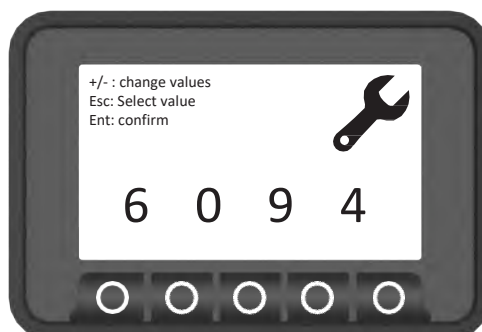 +/- : change values
Esc: Select value
Ent: confirm
6 0 9 4